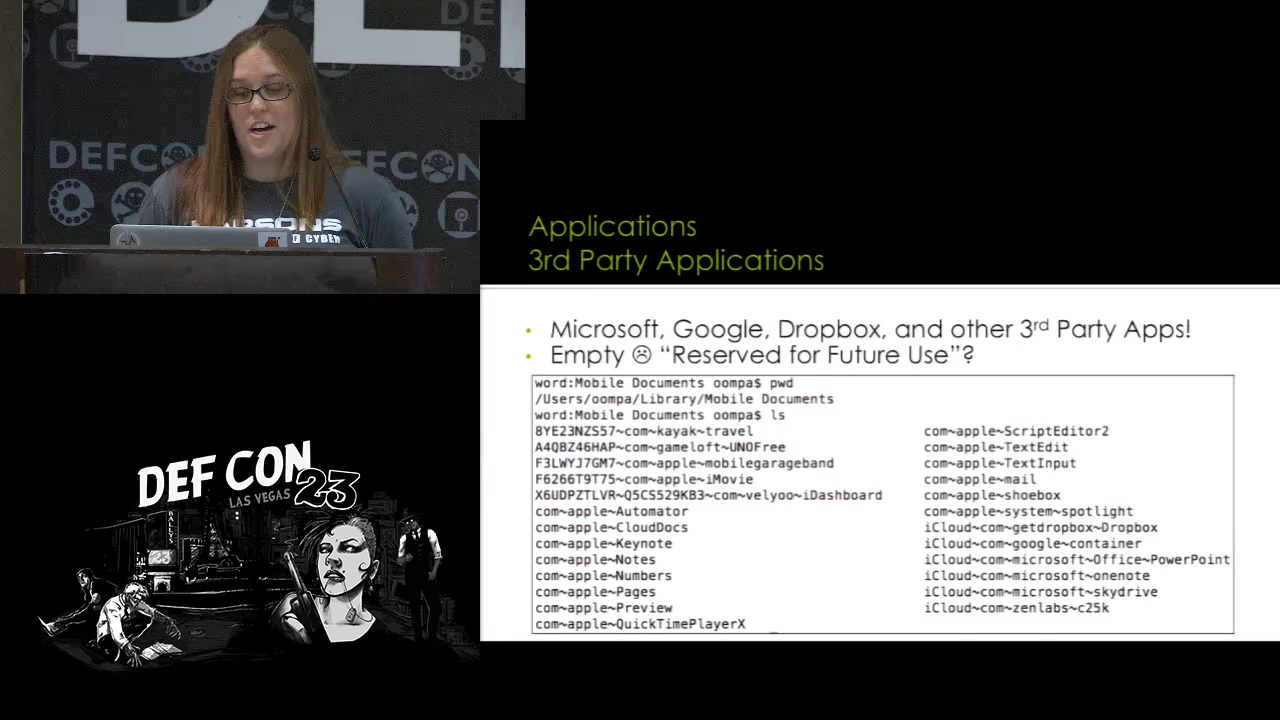 DEFCON
EFCON
PARSONS
CYBER
Applications
3rd Party Applications
• Microsoft, Google, Dropbox, and other 3rd Party Apps!
• Empty ☹ “Reserved for Future Use”?
word:Mobile Documents oompa$ pwd
/Users/oompa/Library/Mobile Documents
word:Mobile Documents oompa$ ls
8YE23NZS57~com~kayak~travel com~apple~ScriptEditor2
A4QBZ46HAP~com~gameloft~UNOFree com~apple~TextEdit
F3LWYJ7GM7~com~apple~mobilegarageband com~apple~TextInput
F6266T9T75~com~apple~iMovie com~apple~mail
X6UDPZTLVR~Q5CS529KB3~com~velyoo~iDashboard com~apple~shoebox
com~apple~Automator com~apple~system~spotlight
com~apple~CloudDocs iCloud~com~getdropbox~Dropbox
com~apple~Keynote iCloud~com~google~container
com~apple~Notes iCloud~com~microsoft~Office~PowerPoint
com~apple~Numbers iCloud~com~microsoft~onenote
com~apple~Pages iCloud~com~microsoft~skydrive
com~apple~Preview iCloud~com~zenlabs~c25k
com~apple~QuickTimePlayerX
DEF CON
LAS VEGAS 23
BALLYS
23